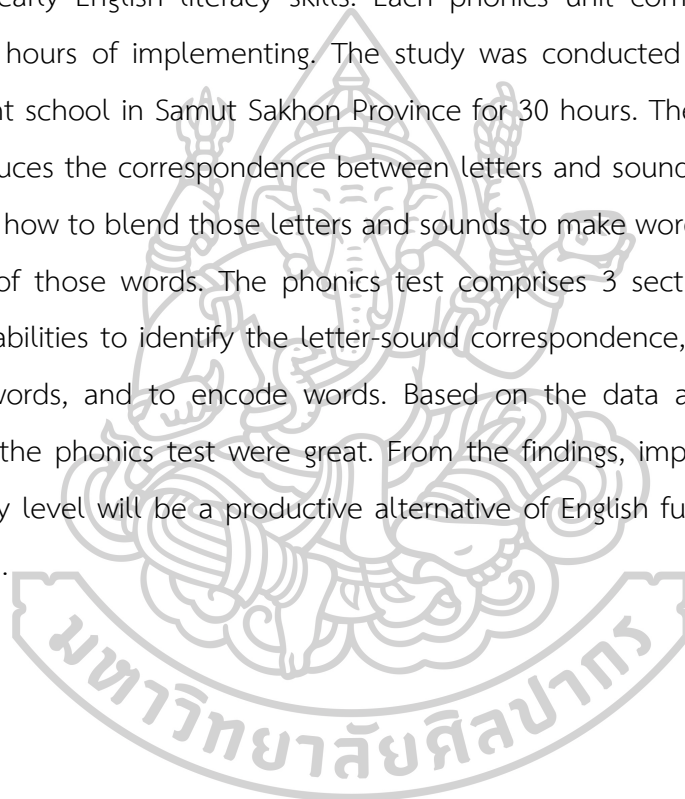 early English literacy skills. Each phonics unit com
hours of implementing. The study was conducted
nt school in Samut Sakhon Province for 30 hours. The
uces the correspondence between letters and sound
how to blend those letters and sounds to make wor
of those words. The phonics test comprises 3 sect
abilities to identify the letter-sound correspondence,
words, and to encode words. Based on the data a
the phonics test were great. From the findings, imp
y level will be a productive alternative of English fu
.
มหาวิทยาลัยศิลปากร